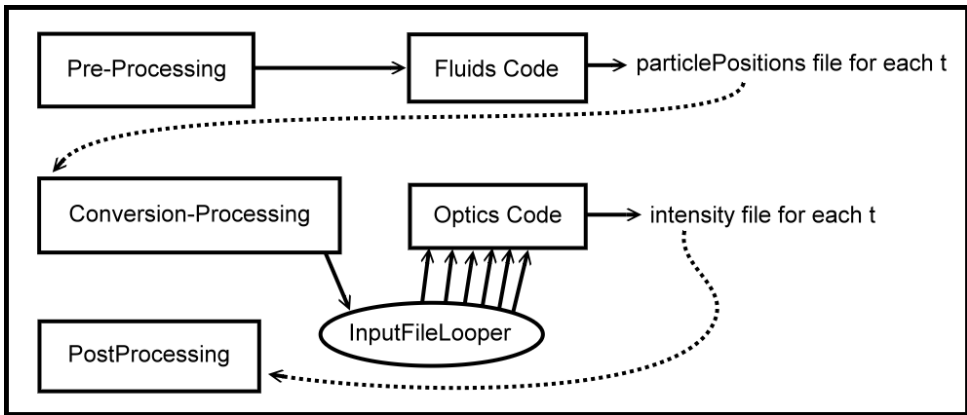 Pre-Processing
Fluids Code
particlePositions file for each t
Conversion-Processing
Optics Code
intensity file for each t
InputFileLooper
PostProcessing